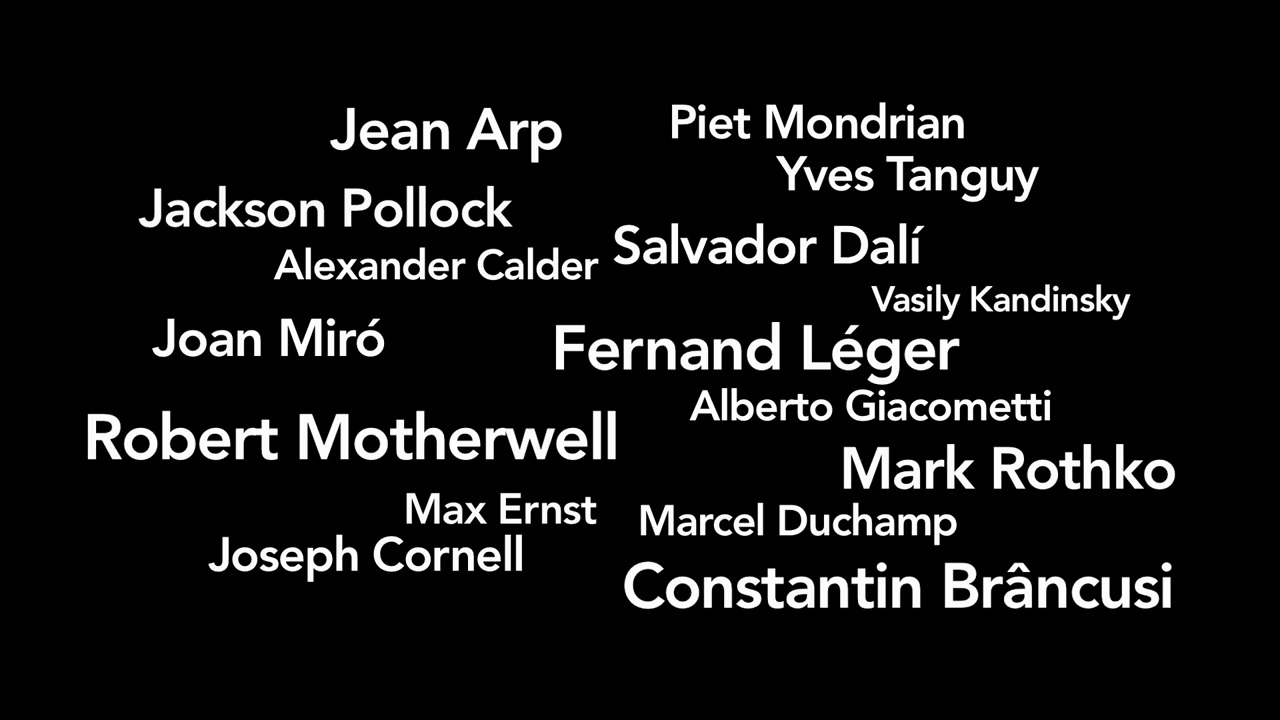 Jean Arp
Piet Mondrian
Yves Tanguy
Jackson Pollock
Salvador Dalí
Alexander Calder
Vasily Kandinsky
Joan Miró
Fernand Léger
Alberto Giacometti
Robert Motherwell
Mark Rothko
Max Ernst
Marcel Duchamp
Joseph Cornell
Constantin Brâncusi